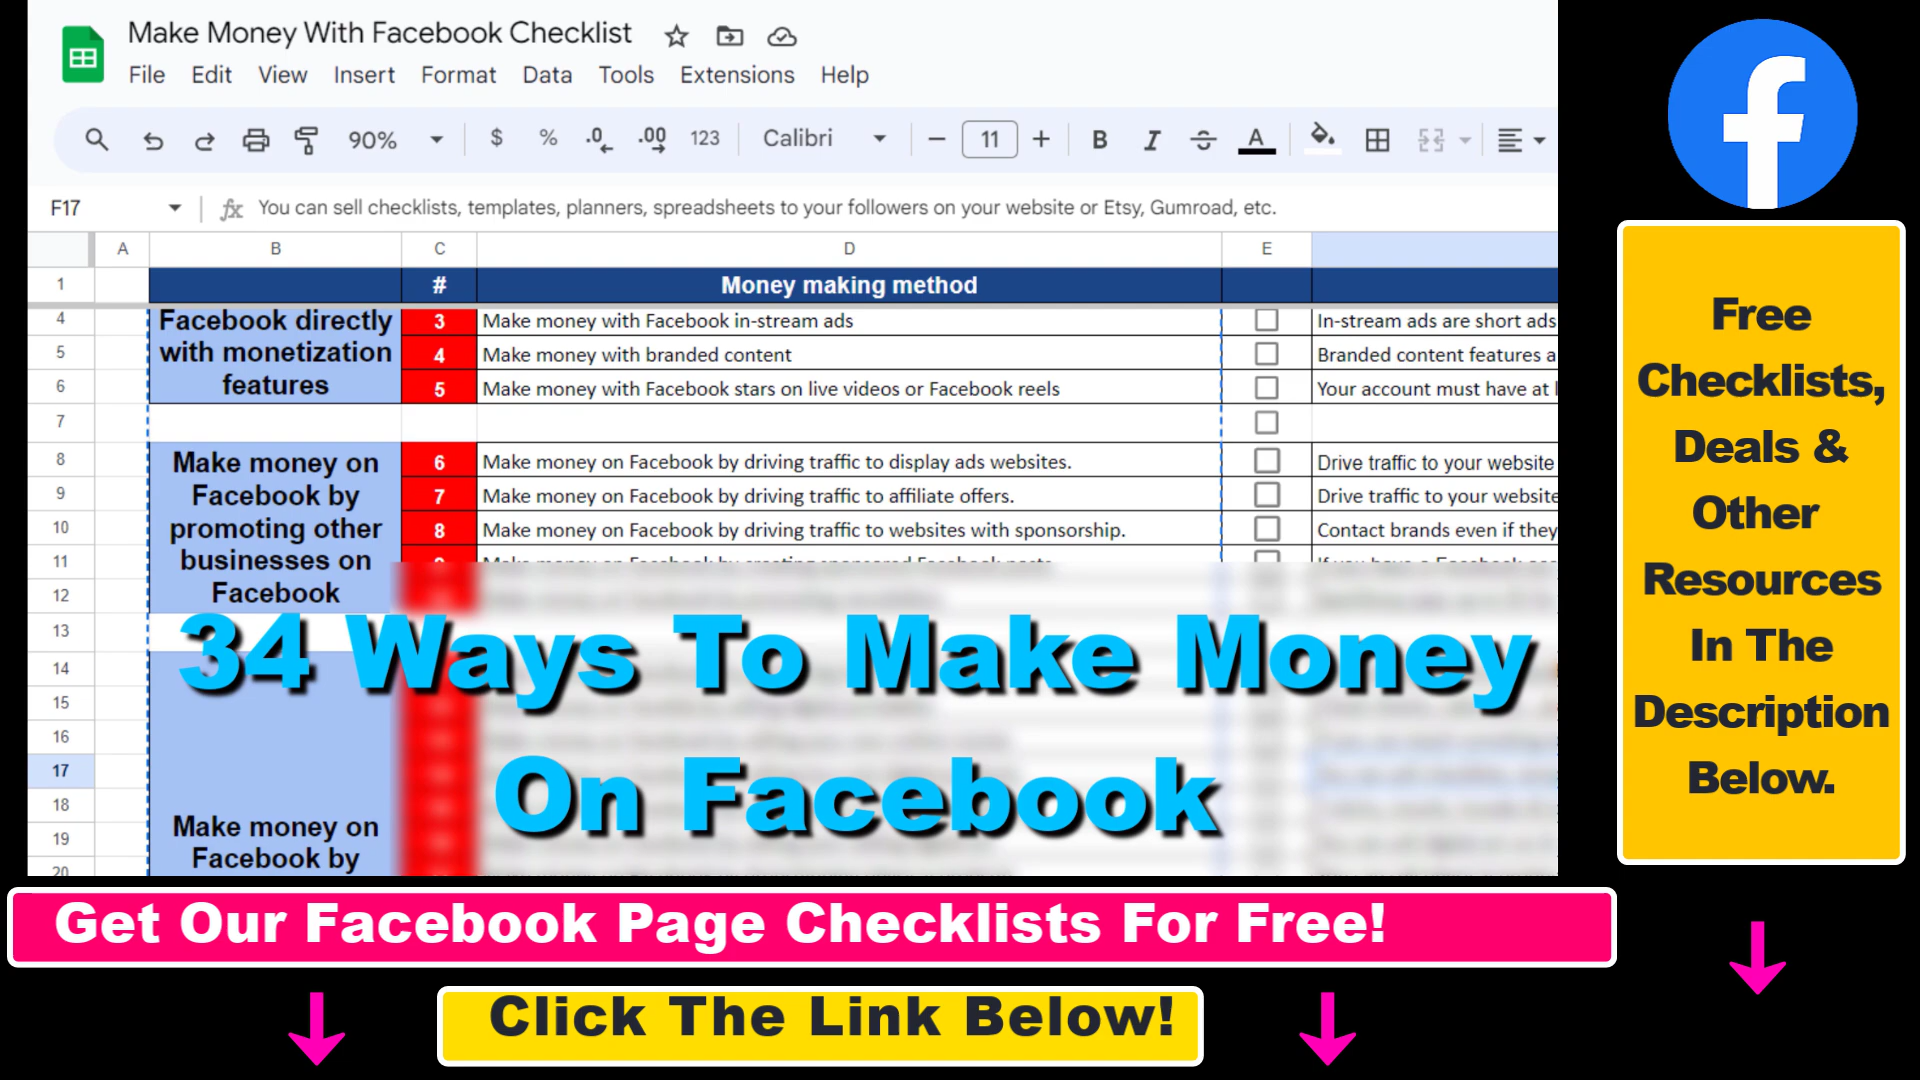 Make Money With Facebook Checklist
File Edit View Insert Format Data Tools Extensions Help
90% $ % .0 .00 123 Calibri 11 B I S A
F17 fx You can sell checklists, templates, planners, spreadsheets to your followers on your website or Etsy, Gumroad, etc.
A B C D E
1 # Money making method
4 3 Make money with Facebook in-stream ads In-stream ads are short ads
5 4 Make money with branded content Branded content features a
6 5 Make money with Facebook stars on live videos or Facebook reels Your account must have at
Facebook directly
with monetization
features
7
8 6 Make money on Facebook by driving traffic to display ads websites. Drive traffic to your website
9 7 Make money on Facebook by driving traffic to affiliate offers. Drive traffic to your website
10 8 Make money on Facebook by driving traffic to websites with sponsorship. Contact brands even if they
11
12
Make money on
Facebook by
promoting other
businesses on
Facebook
13
14
15
16
17
18
19
20
Make money on
Facebook by
34 Ways To Make Money
On Facebook
Free
Checklists,
Deals &
Other
Resources
In The
Description
Below.
Get Our Facebook Page Checklists For Free!
Click The Link Below!